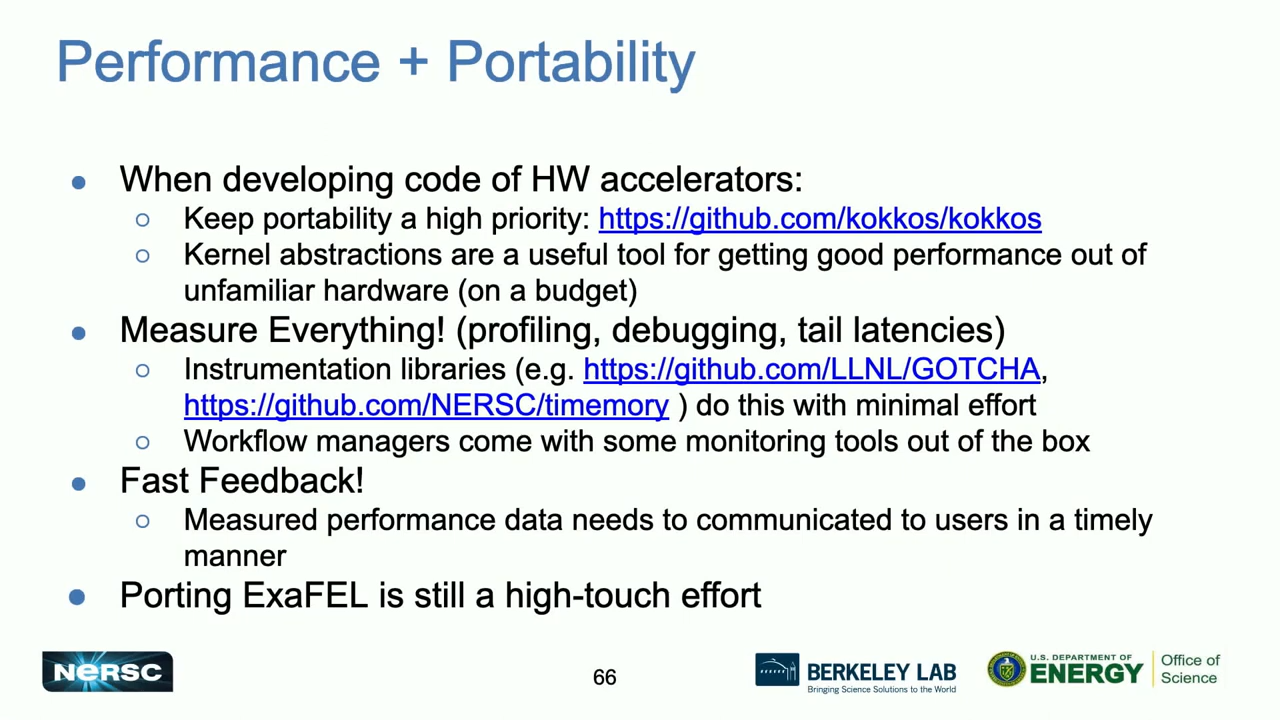 Performance + Portability
● When developing code of HW accelerators:
○ Keep portability a high priority: https://github.com/kokkos/kokkos
○ Kernel abstractions are a useful tool for getting good performance out of
unfamiliar hardware (on a budget)
● Measure Everything! (profiling, debugging, tail latencies)
○ Instrumentation libraries (e.g. https://github.com/LLNL/GOTCHA,
https://github.com/NERSC/timemory ) do this with minimal effort
○ Workflow managers come with some monitoring tools out of the box
● Fast Feedback!
○ Measured performance data needs to communicated to users in a timely
manner
● Porting ExaFEL is still a high-touch effort
NERSC
66
BERKELEY LAB
Bringing Science Solutions to the World
U.S. DEPARTMENT OF
ENERGY
Office of
Science